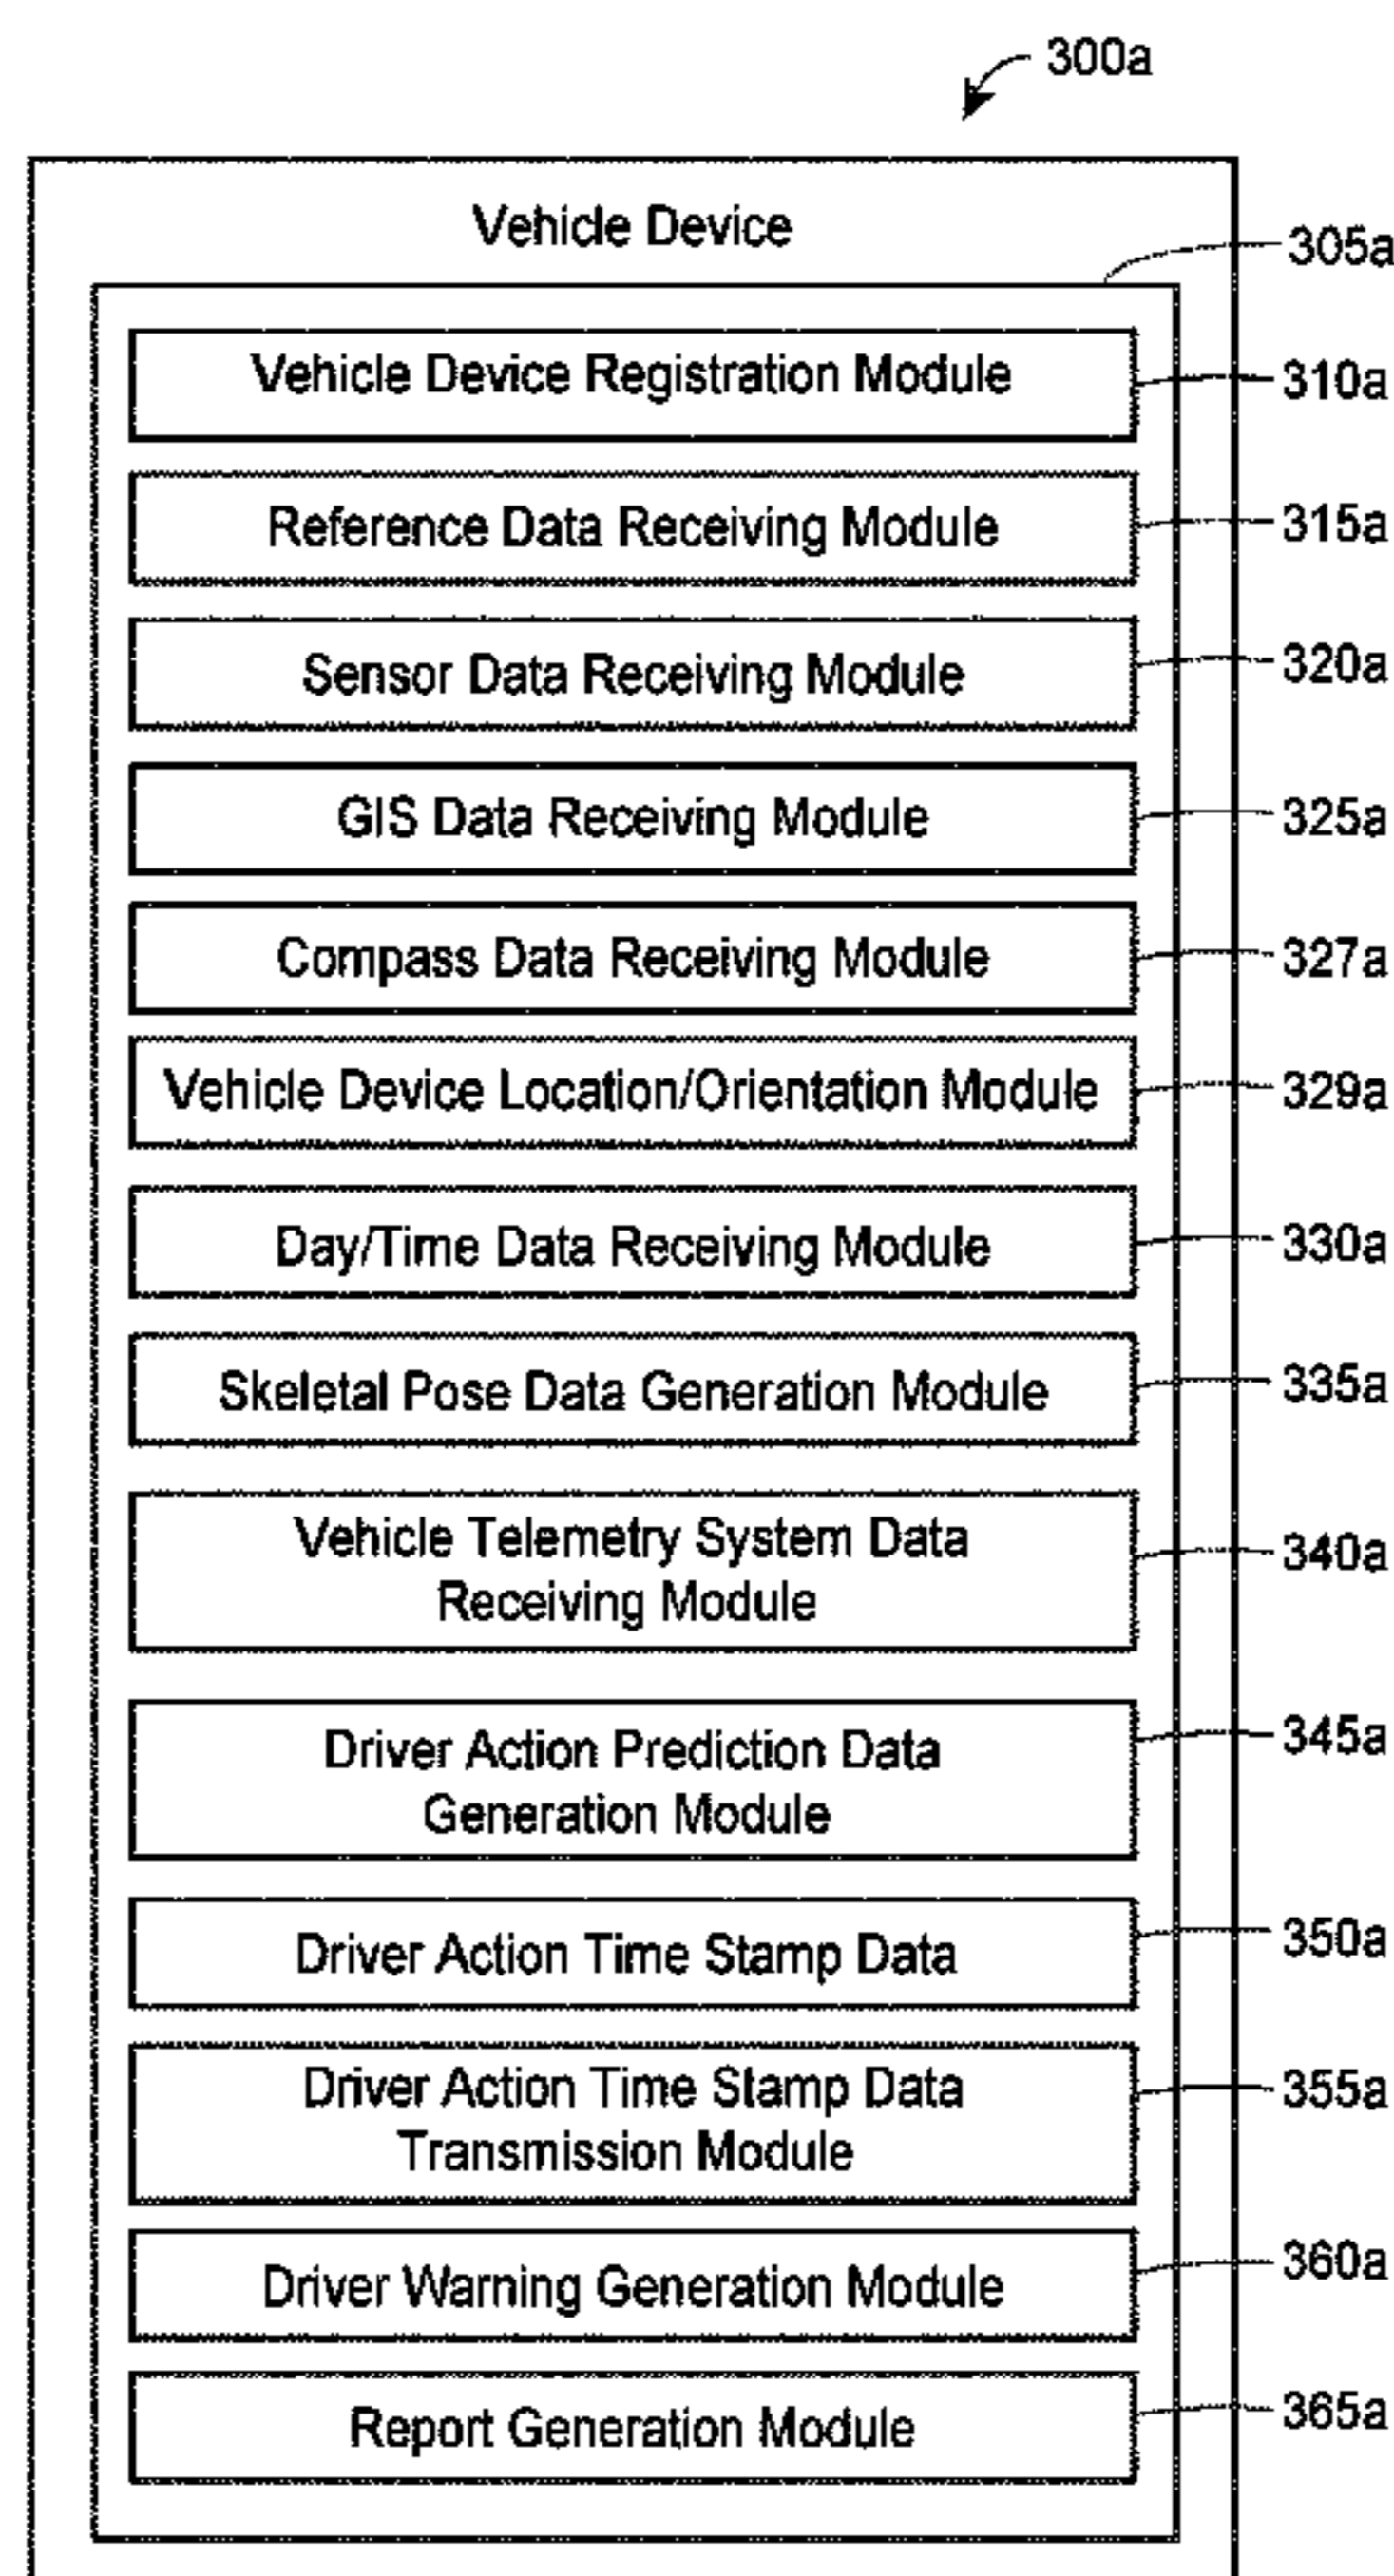 300a
Vehicle Device
305a
Vehicle Device Registration Module
310a
Reference Data Receiving Module
315a
Sensor Data Receiving Module
320a
GIS Data Receiving Module
325a
Compass Data Receiving Module
327a
Vehicle Device Location/Orientation Module
329a
Day/Time Data Receiving Module
330a
Skeletal Pose Data Generation Module
335a
Vehicle Telemetry System Data
Receiving Module
340a
Driver Action Prediction Data
Generation Module
345a
Driver Action Time Stamp Data
350a
Driver Action Time Stamp Data
Transmission Module
355a
Driver Warning Generation Module
360a
Report Generation Module
365a